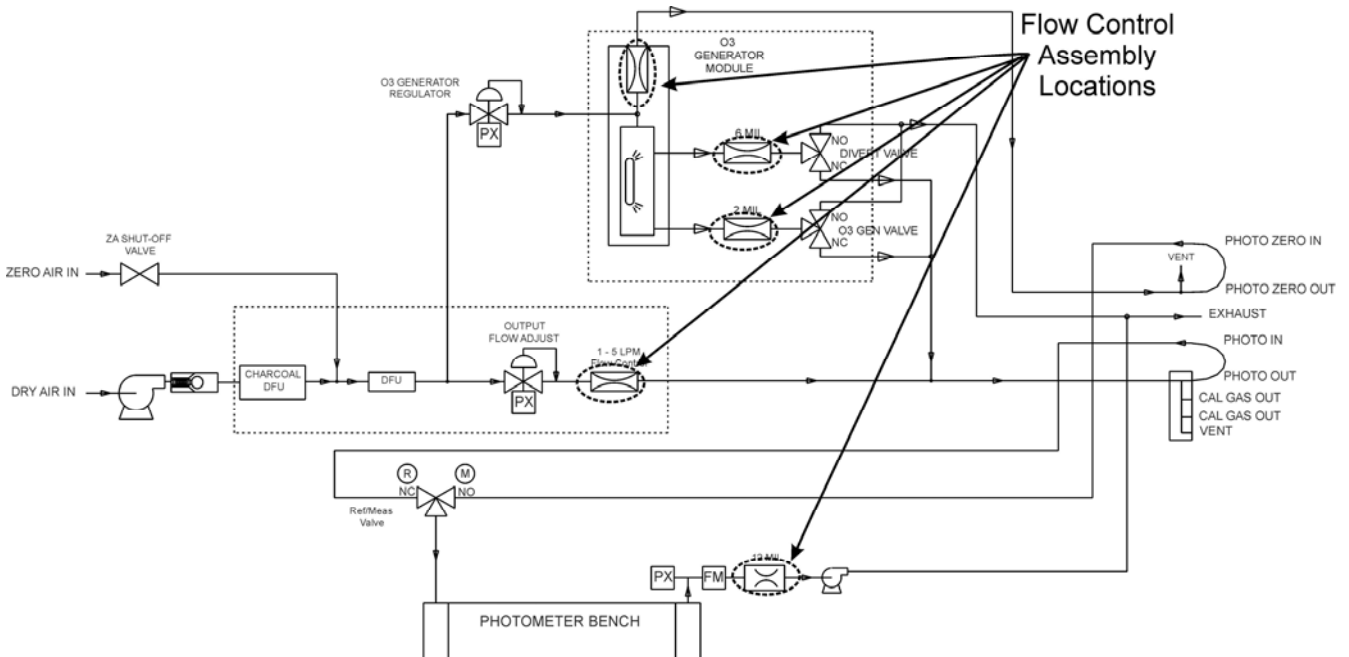 Flow Control
Assembly
Locations
O3
GENERATOR
MODULE
O3 GENERATOR
REGULATOR
PX
6 MIL
NO
DIVERT VALVE
NC
2 MIL
NO
O3 GEN VALVE
NC
ZA SHUT-OFF
VALVE
ZERO AIR IN
PHOTO ZERO IN
VENT
PHOTO ZERO OUT
EXHAUST
OUTPUT
FLOW ADJUST
1 - 5 LPM
Flow Control
PHOTO IN
CHARCOAL
DFU
DFU
PX
DRY AIR IN
PHOTO OUT
CAL GAS OUT
CAL GAS OUT
VENT
R
M
NC
NO
Ref/Meas
Valve
PX
FM
PHOTOMETER BENCH